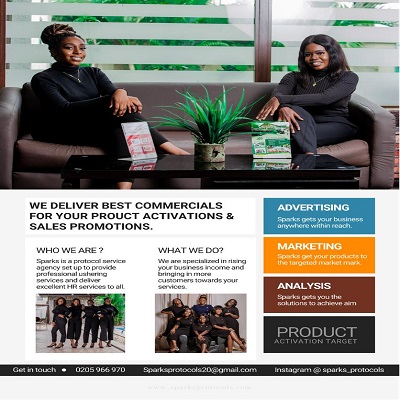 WE DELIVER BEST COMMERCIALS
FOR YOUR PROUCT ACTIVATIONS &
SALES PROMOTIONS.
WHO WE ARE ?
Sparks is a protocol service
agency set up to provide
professional ushering
services and deliver
excellent HR services to all.
WHAT WE DO?
We are specialized in rising
your business income and
bringing in more
customers towards your
services.
ADVERTISING
Sparks gets your business
anywhere within reach.
MARKETING
Sparks get your products to
the targeted market mark.
ANALYSIS
Sparks gets you the
solutions to achieve aim
PRODUCT
ACTIVATION TARGET
Get in touch ● 0205 966 970 Sparksprotocols20@gmail.com Instagram @ sparks_protocols
www.sparksprotocols.com